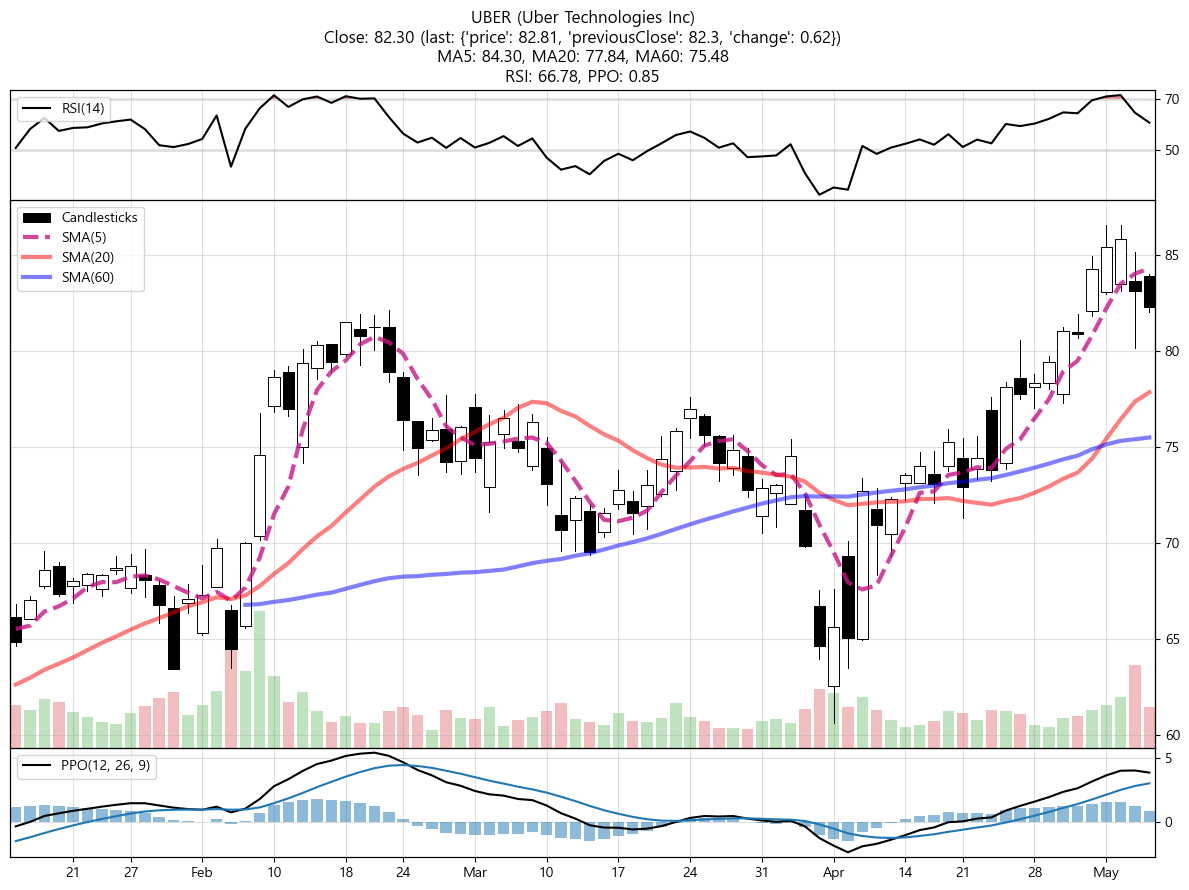 UBER (Uber Technologies Inc)
Close: 82.30 (last: {'price': 82.81, 'previousClose': 82.3, 'change': 0.62})
MA5: 84.30, MA20: 77.84, MA60: 75.48
RSI: 66.78, PPO: 0.85
RSI(14)
70
50
Candlesticks
SMA(5)
SMA(20)
SMA(60)
85
80
75
70
65
60
PPO(12, 26, 9)
5
0
21 27 Feb 10 18 24 Mar 10 17 24 31 Apr 14 21 28 May